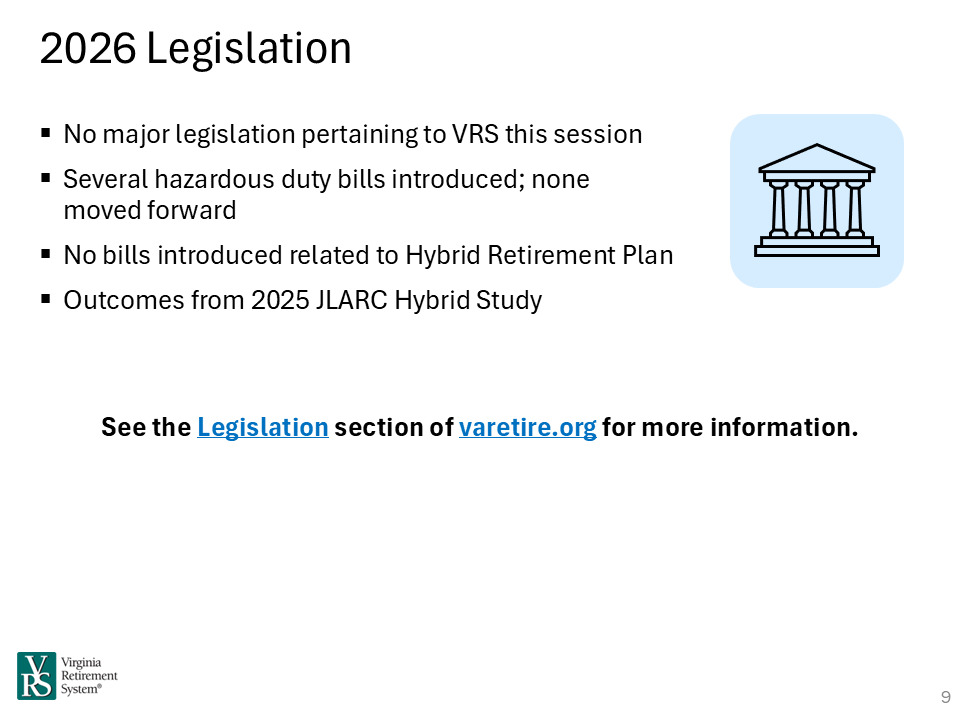 2026 Legislation
▪ No major legislation pertaining to VRS this session
▪ Several hazardous duty bills introduced; none
moved forward
▪ No bills introduced related to Hybrid Retirement Plan
▪ Outcomes from 2025 JLARC Hybrid Study
See the Legislation section of varetire.org for more information.
VRS
Virginia
Retirement
System®
9